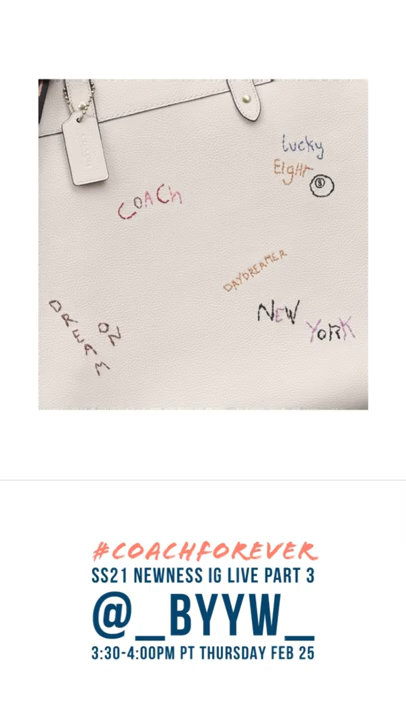 Lucky
Eight
8
COACH
DAYDREAMER
NEW
YORK
DREAM
ON
#COACHFOREVER
SS21 NEWNESS IG LIVE PART 3
@_BYYW_
3:30-4:00PM PT THURSDAY FEB 25